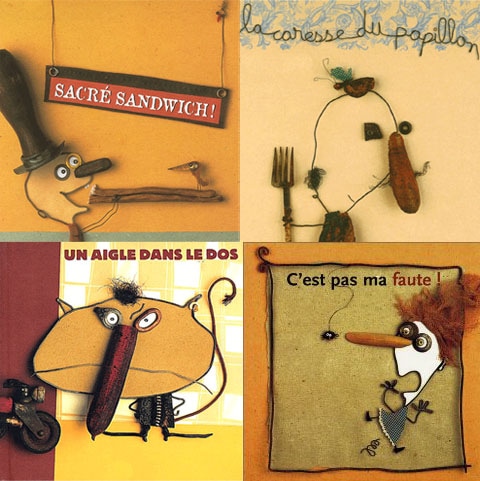 SACRÉ SANDWICH!
la caresse du papillon
UN AIGLE DANS LE DOS
C'est pas ma faute !